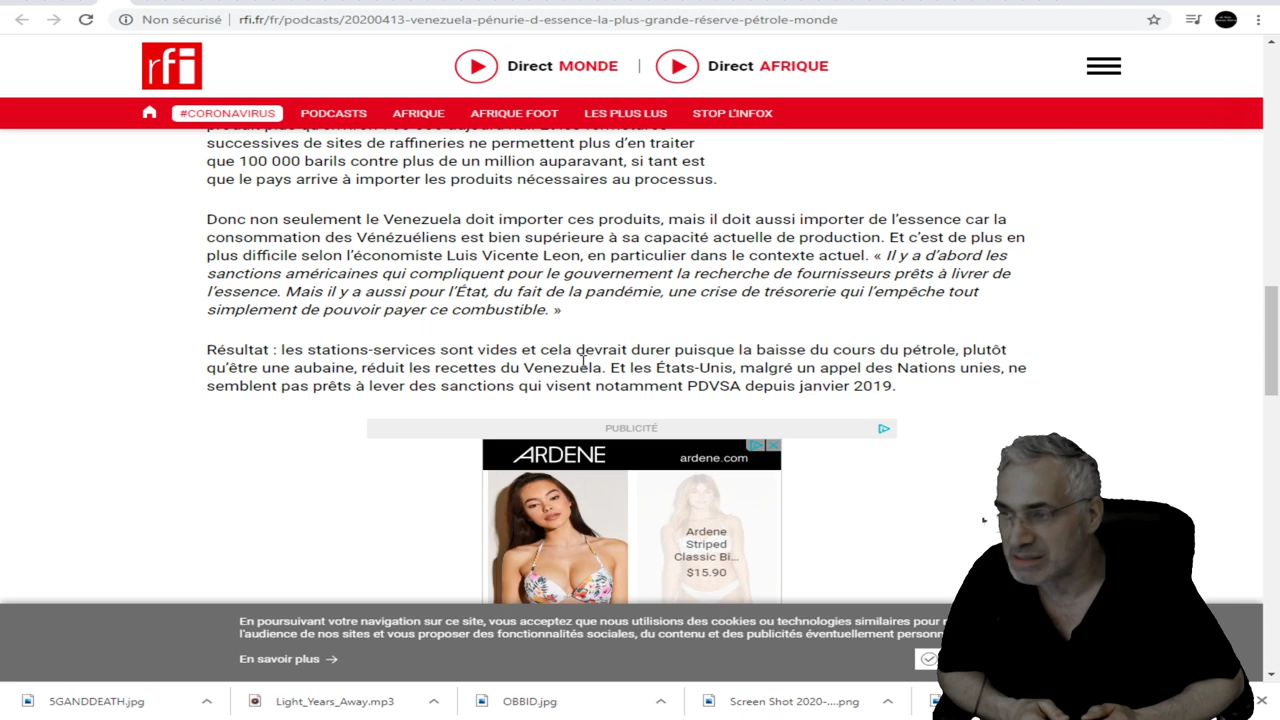 Non sécurisé | rfi.fr/fr/podcasts/20200413-venezuela-pénurie-d-essence-la-plus-grande-réserve-pétrole-monde
rfi
Direct MONDE | Direct AFRIQUE
#CORONAVIRUS PODCASTS AFRIQUE AFRIQUE FOOT LES PLUS LUS STOP L'INFOX
successives de sites de raffineries ne permettent plus d'en traiter
que 100 000 barils contre plus de un million auparavant, si tant est
que le pays arrive à importer les produits nécessaires au processus.
Donc non seulement le Venezuela doit importer ces produits, mais il doit aussi importer de l'essence car la
consommation des Vénézuéliens est bien supérieure à sa capacité actuelle de production. Et c'est de plus en
plus difficile selon l'économiste Luis Vicente Leon, en particulier dans le contexte actuel. « Il y a d'abord les
sanctions américaines qui compliquent pour le gouvernement la recherche de fournisseurs prêts à livrer de
l'essence. Mais il y a aussi pour l'État, du fait de la pandémie, une crise de trésorerie qui l'empêche tout
simplement de pouvoir payer ce combustible. »
Résultat : les stations-services sont vides et cela devrait durer puisque la baisse du cours du pétrole, plutôt
qu'être une aubaine, réduit les recettes du Venezuela. Et les États-Unis, malgré un appel des Nations unies, ne
semblent pas prêts à lever des sanctions qui visent notamment PDVSA depuis janvier 2019.
PUBLICITÉ
ARDENE ardene.com
Ardene
Striped
Classic Bi...
$15.90
En poursuivant votre navigation sur ce site, vous acceptez que nous utilisions des cookies ou technologies similaires pour
l'audience de nos sites et vous proposer des fonctionnalités sociales, du contenu et des publicités éventuellement
En savoir plus →
5GANDDEATH.jpg Light_Years_Away.mp3 OBBID.jpg Screen Shot 2020-....png